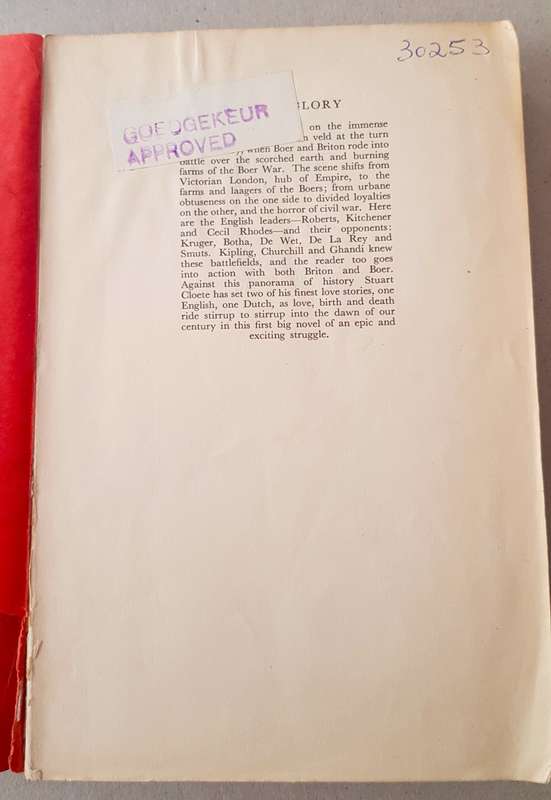 30253
GOEDGEKEUR
APPROVED
GLORY
on the immense
veld at the turn
when Boer and Briton rode into
battle over the scorched earth and burning
farms of the Boer War. The scene shifts from
Victorian London, hub of Empire, to the
farms and laagers of the Boers; from urbane
obtuseness on the one side to divided loyalties
on the other, and the horror of civil war. Here
are the English leaders—Roberts, Kitchener
and Cecil Rhodes—and their opponents:
Kruger, Botha, De Wet, De La Rey and
Smuts. Kipling, Churchill and Ghandi knew
these battlefields, and the reader too goes
into action with both Briton and Boer.
Against this panorama of history Stuart
Cloete has set two of his finest love stories, one
English, one Dutch, as love, birth and death
ride stirrup to stirrup into the dawn of our
century in this first big novel of an epic and
exciting struggle.